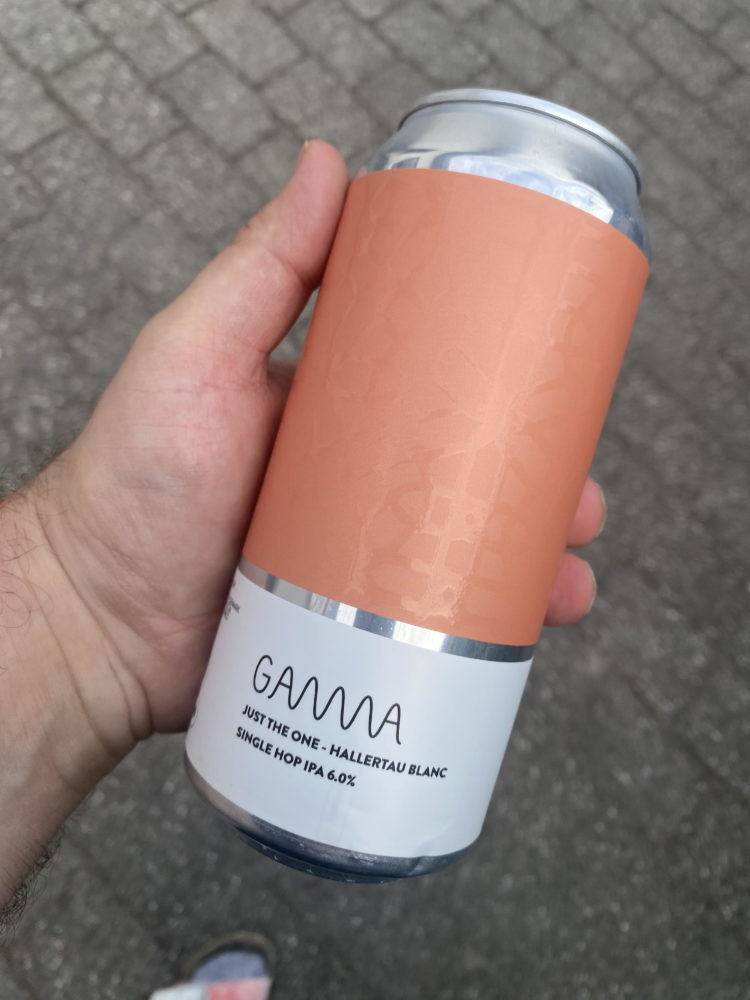 GAMMA
JUST THE ONE - HALLERTAU BLANC
SINGLE HOP IPA 6.0%